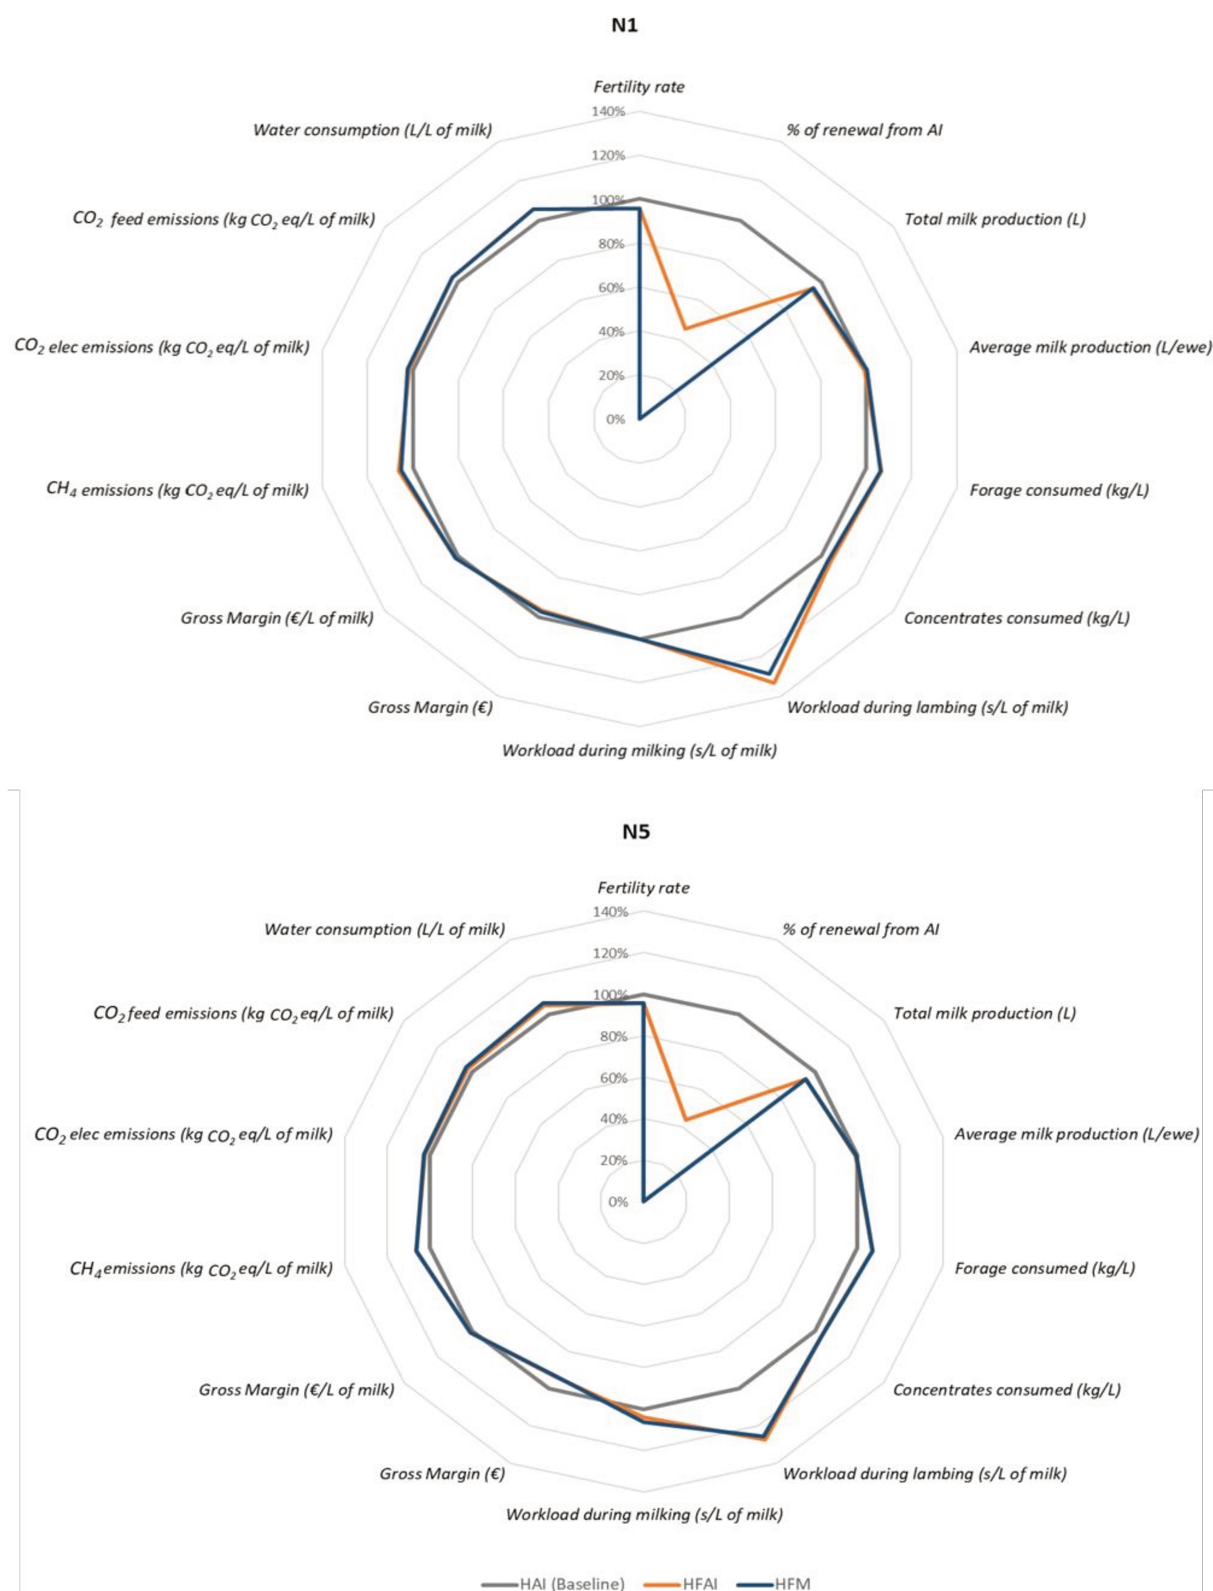 N1
Fertility rate
140%
Water consumption (L/L of milk)
% of renewal from AI
120%
100%
CO2 feed emissions (kg CO2 eq/L of milk)
Total milk production (L)
80%
60%
40%
CO2 elec emissions (kg CO2 eq/L of milk)
Average milk production (L/ewe)
20%
0%
CH4 emissions (kg CO2 eq/L of milk)
Forage consumed (kg/L)
Gross Margin (€/L of milk)
Concentrates consumed (kg/L)
Gross Margin (€)
Workload during lambing (s/L of milk)
Workload during milking (s/L of milk)
N5
Fertility rate
140%
Water consumption (L/L of milk)
% of renewal from AI
120%
100%
CO2 feed emissions (kg CO2 eq/L of milk)
Total milk production (L)
80%
60%
40%
CO2 elec emissions (kg CO2 eq/L of milk)
Average milk production (L/ewe)
20%
0%
CH4 emissions (kg CO2 eq/L of milk)
Forage consumed (kg/L)
Gross Margin (€/L of milk)
Concentrates consumed (kg/L)
Gross Margin (€)
Workload during lambing (s/L of milk)
Workload during milking (s/L of milk)
HAI (Baseline) HFAI HFM